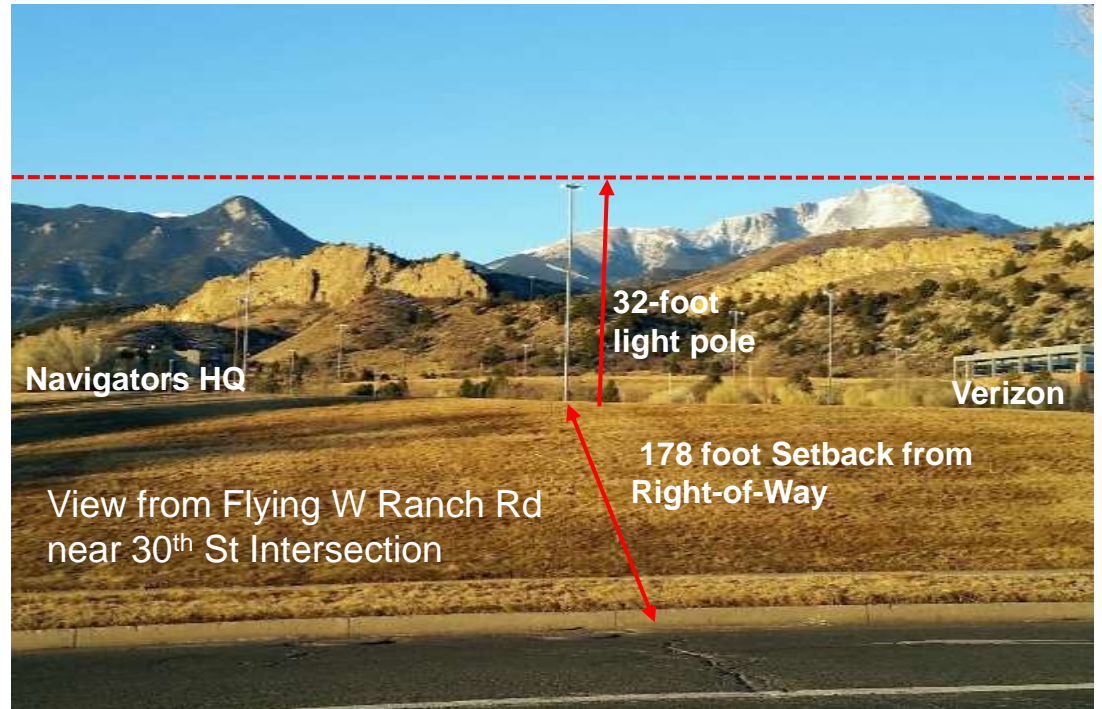 32-foot
light pole
Navigators HQ
Verizon
178 foot Setback from
Right-of-Way
View from Flying W Ranch Rd
near 30th St Intersection